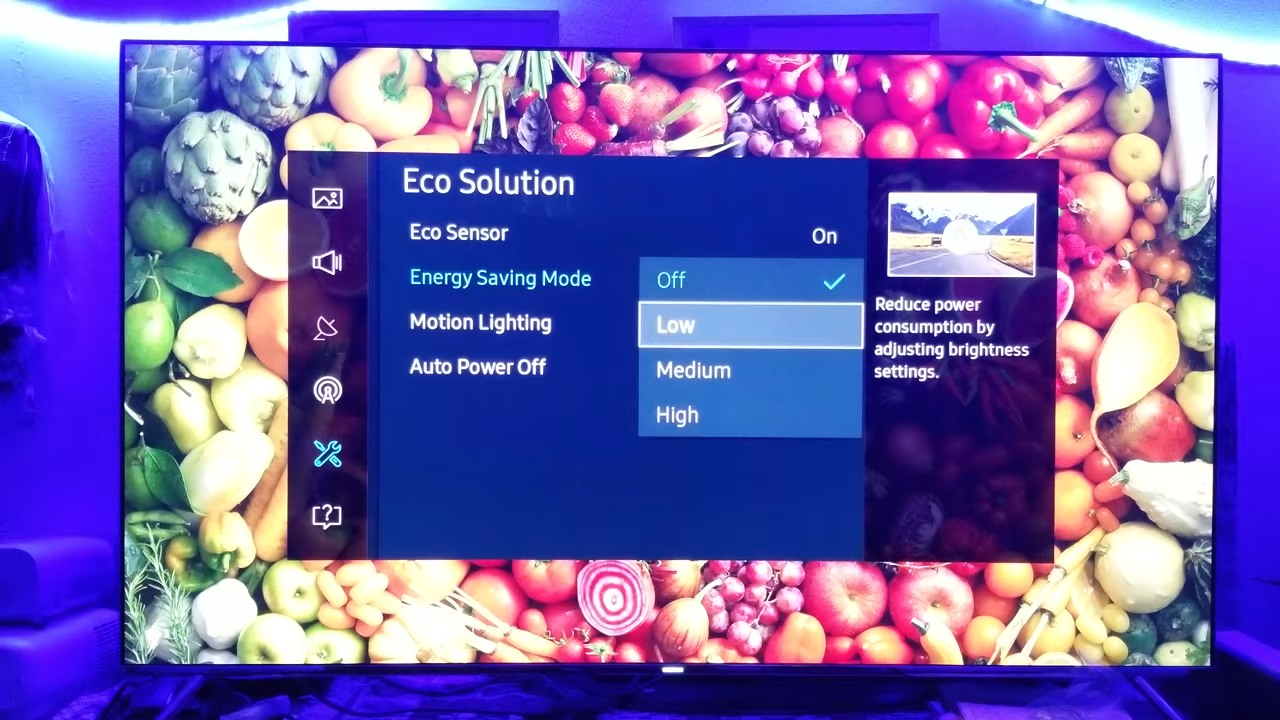 Eco Solution
Eco Sensor
On
Energy Saving Mode
Off
Motion Lighting
Low
Auto Power Off
Medium
High
Reduce power
consumption by
adjusting brightness
settings.